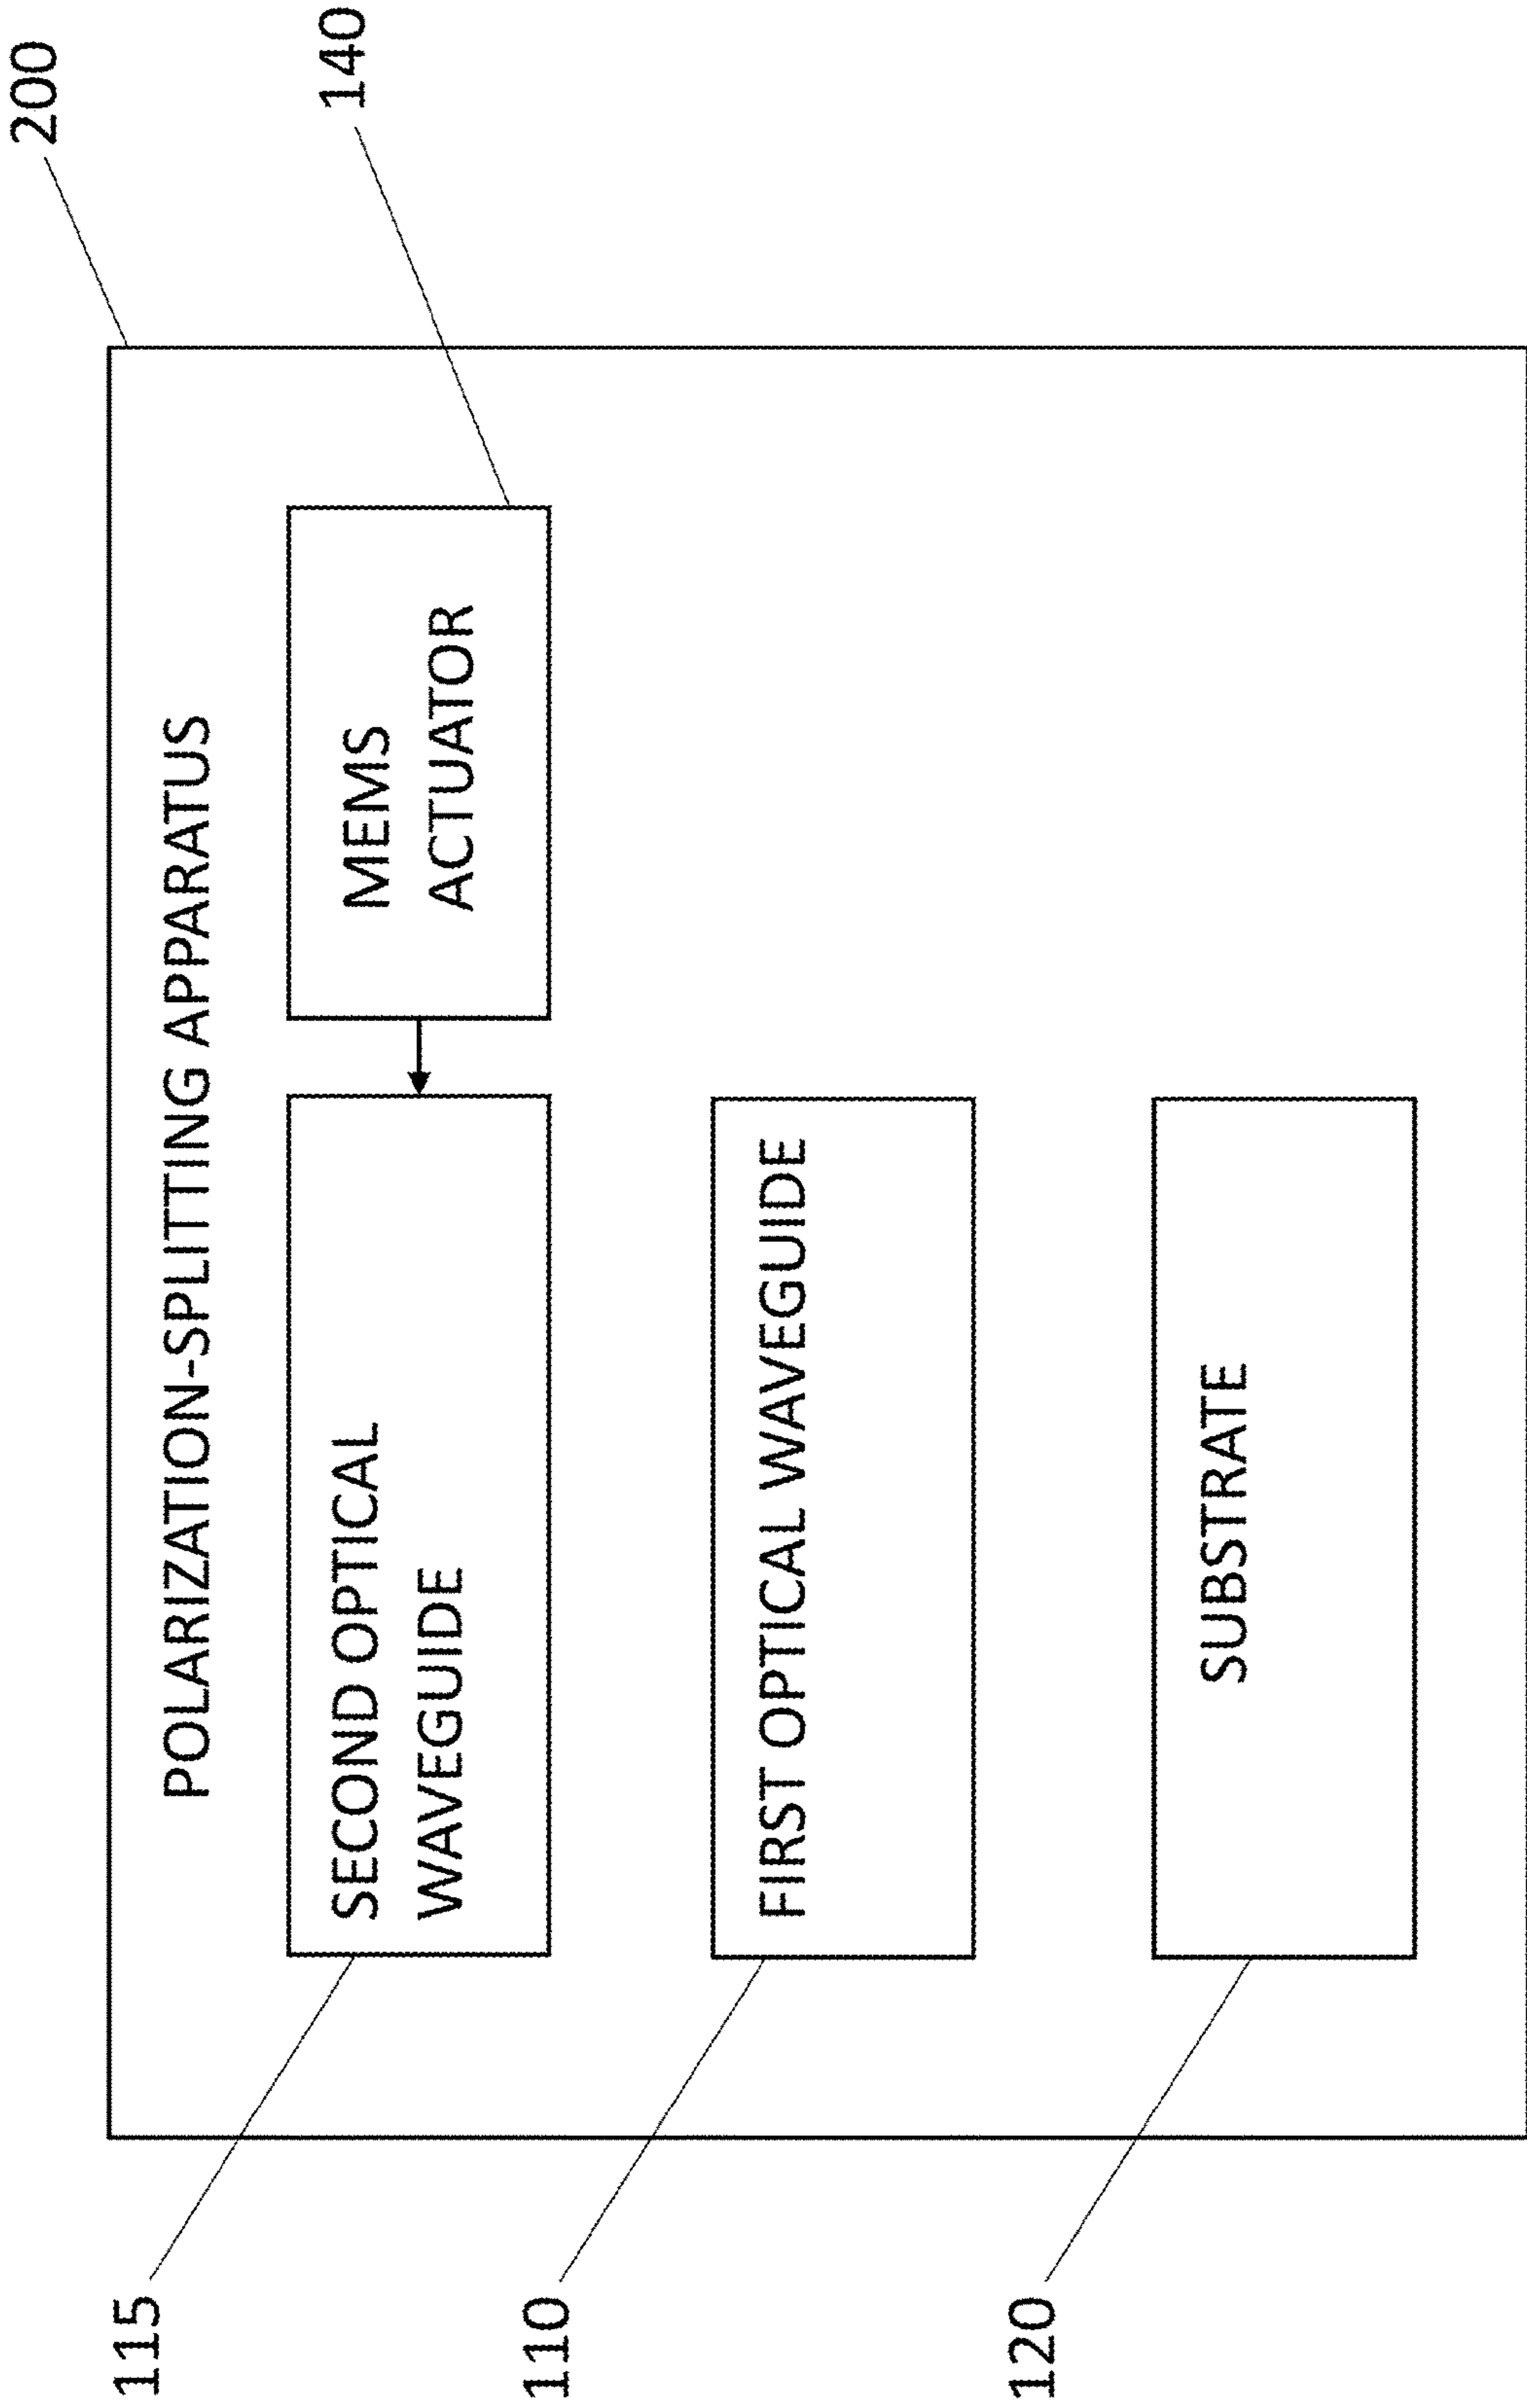 200
POLARIZATION-SPLITTING APPARATUS
115
SECOND OPTICAL
WAVEGUIDE
MEMS
ACTUATOR
140
110
FIRST OPTICAL WAVEGUIDE
120
SUBSTRATE